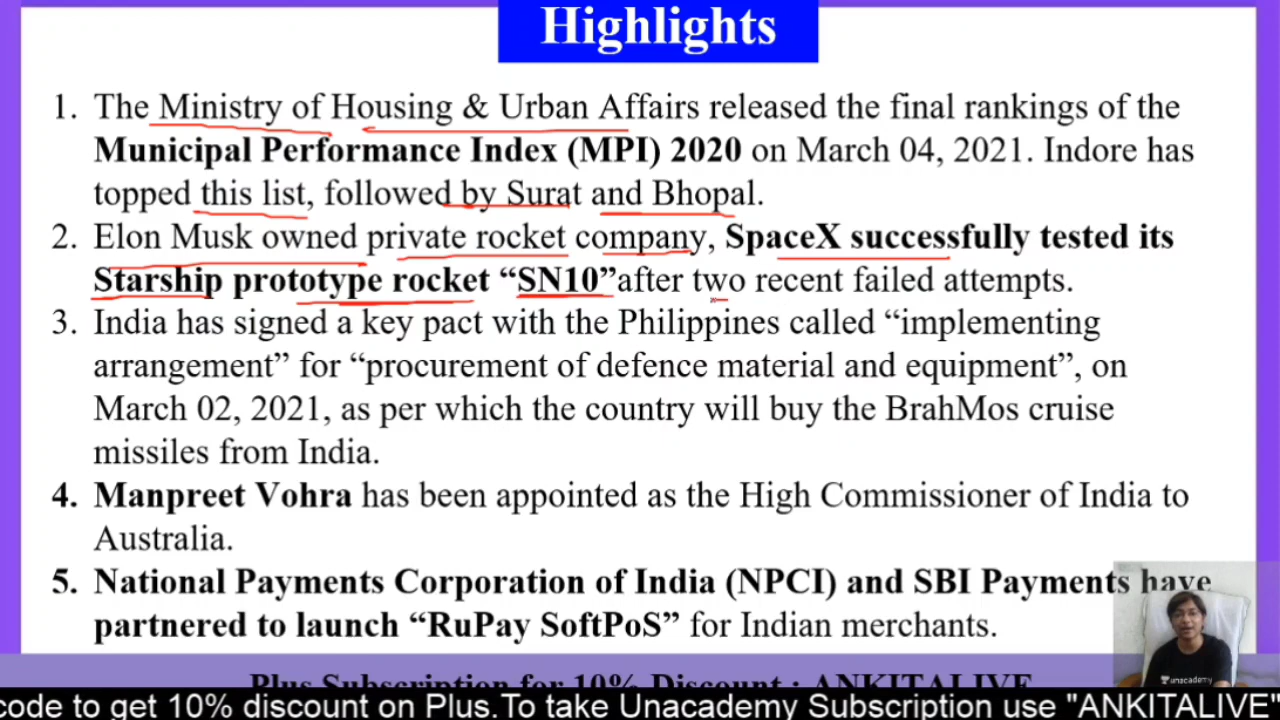 Highlights
1. The Ministry of Housing & Urban Affairs released the final rankings of the
Municipal Performance Index (MPI) 2020 on March 04, 2021. Indore has
topped this list, followed by Surat and Bhopal.
2. Elon Musk owned private rocket company, SpaceX successfully tested its
Starship prototype rocket “SN10”after two recent failed attempts.
3. India has signed a key pact with the Philippines called “implementing
arrangement” for “procurement of defence material and equipment”, on
March 02, 2021, as per which the country will buy the BrahMos cruise
missiles from India.
4. Manpreet Vohra has been appointed as the High Commissioner of India to
Australia.
5. National Payments Corporation of India (NPCI) and SBI Payments have
partnered to launch “RuPay SoftPoS” for Indian merchants.
unacademy
Plus Subscription for 10% Discount : ANKITALIVE
code to get 10% discount on Plus.To take Unacademy Subscription use "ANKITALIVE"